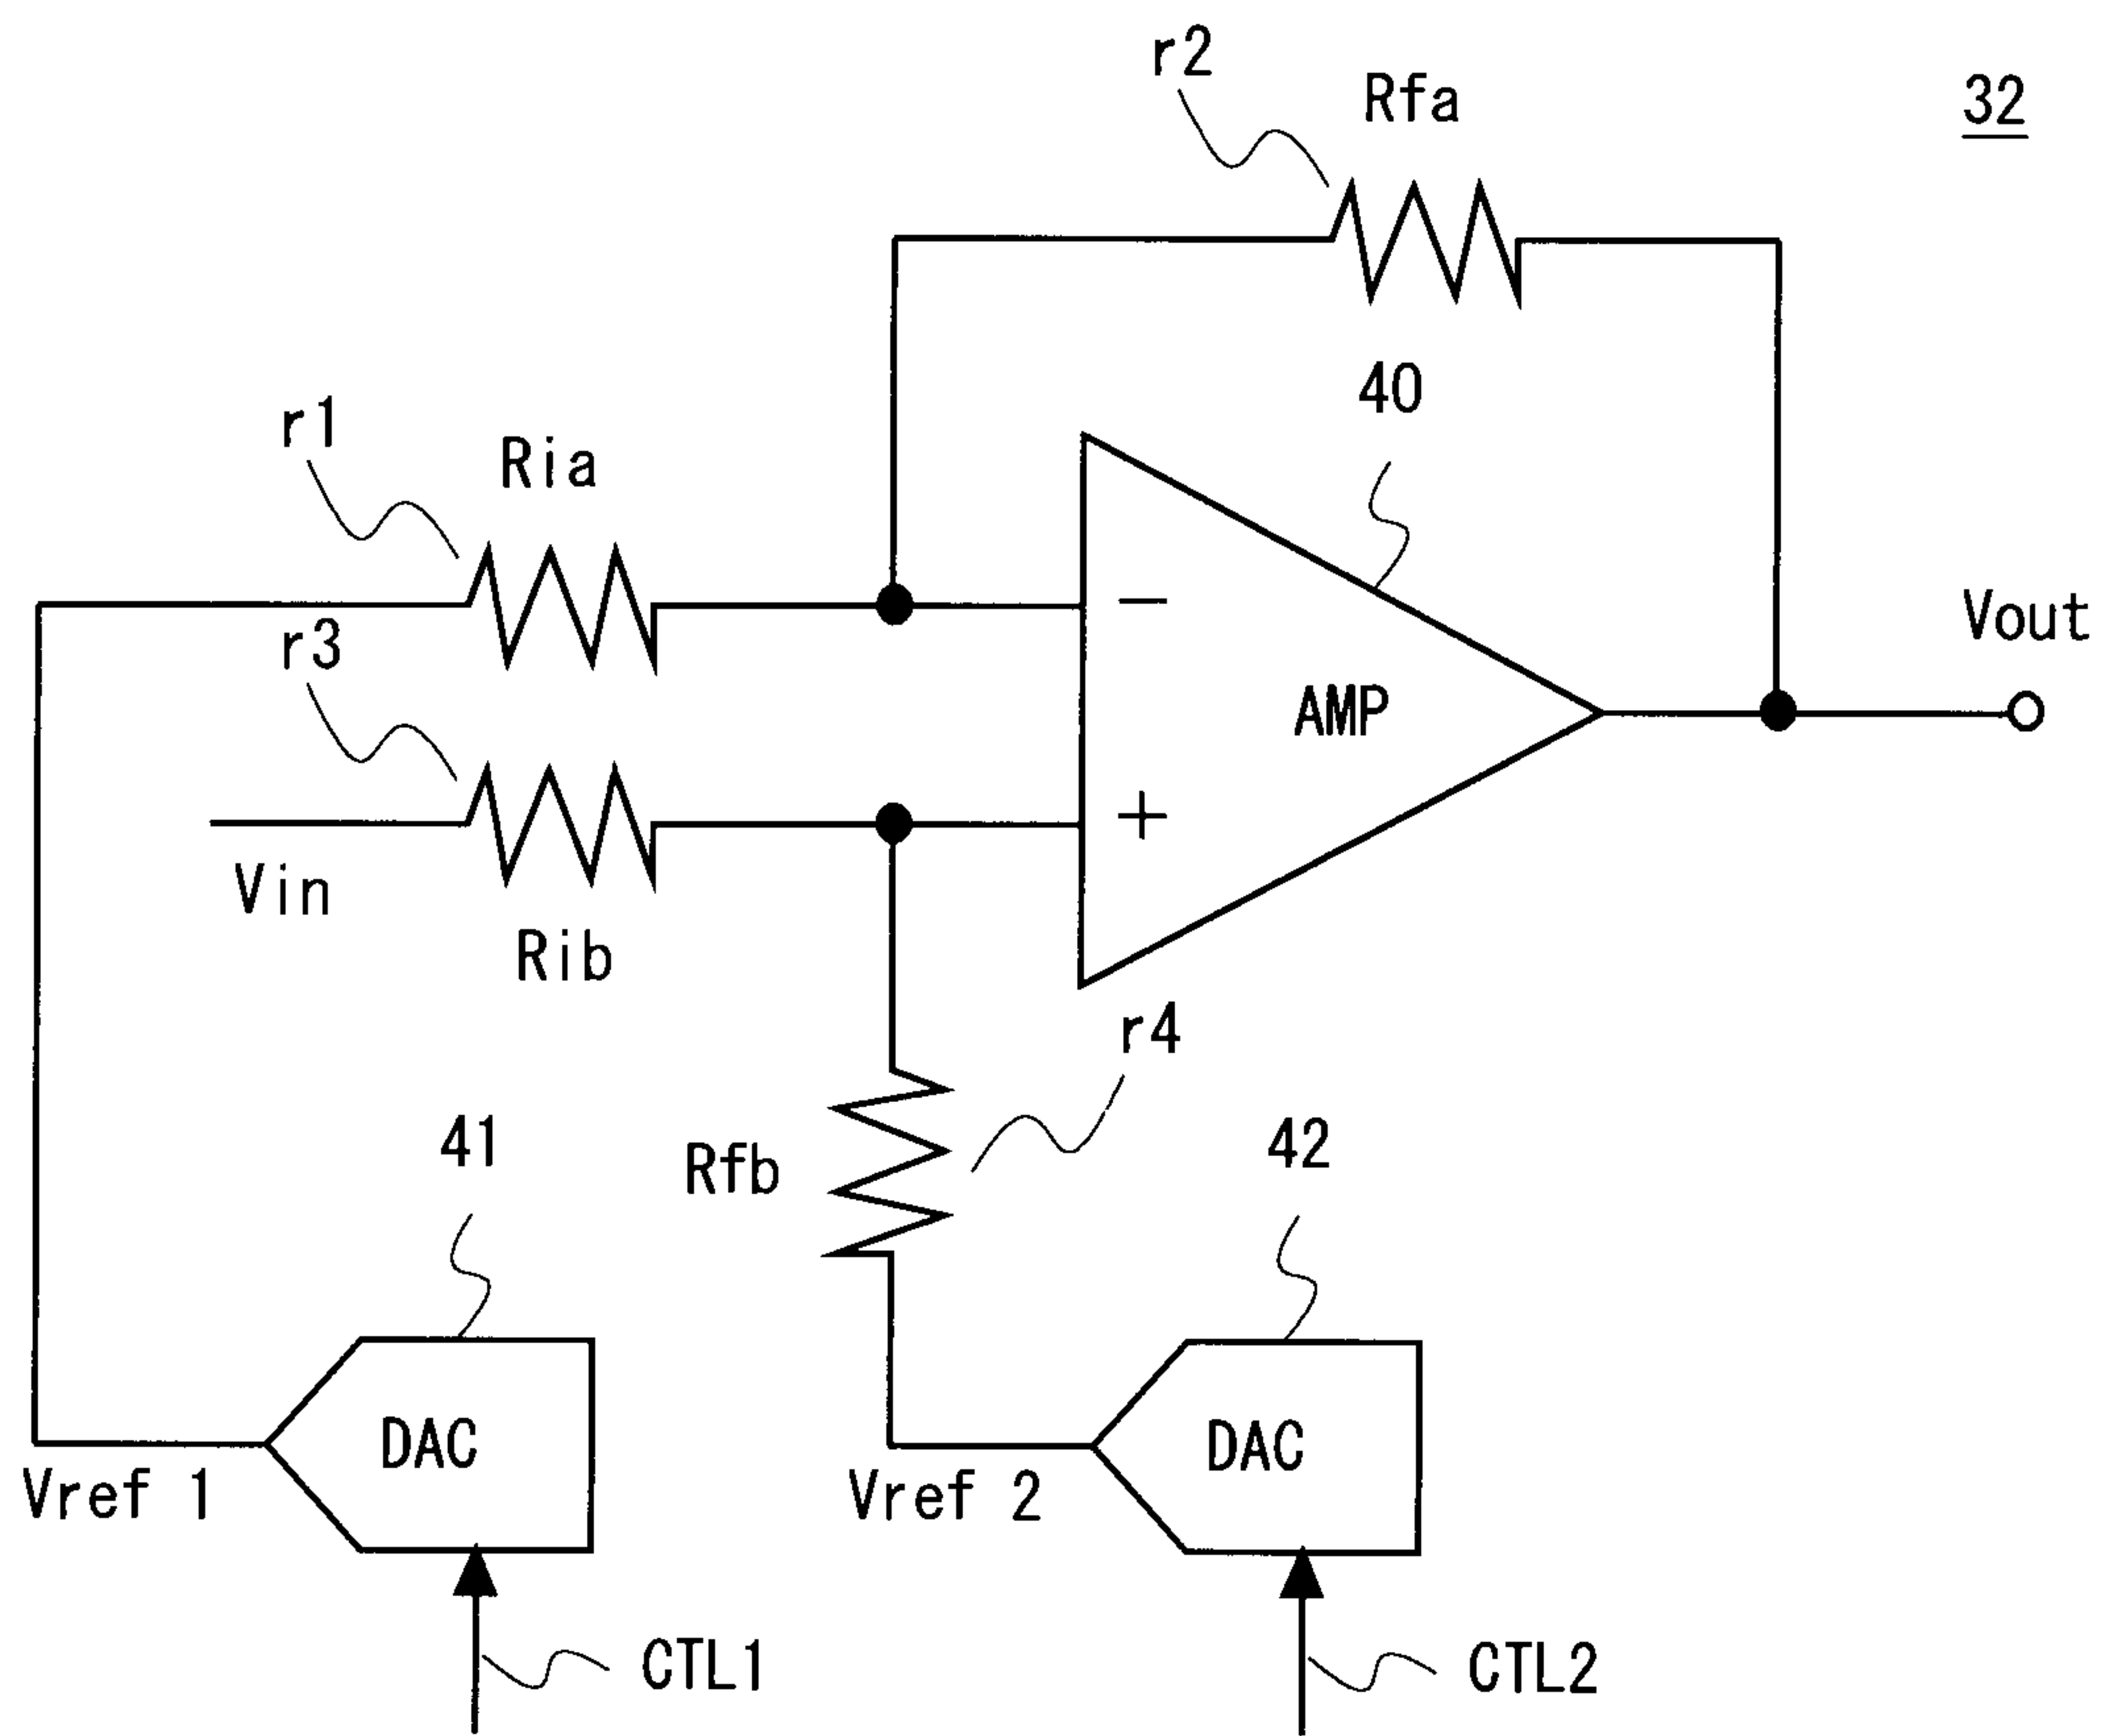 r2
Rfa
32
40
r1
Ria
Vout
r3
AMP
−
+
Vin
Rib
r4
41
Rfb
42
DAC
DAC
Vref 1
Vref 2
CTL1
CTL2